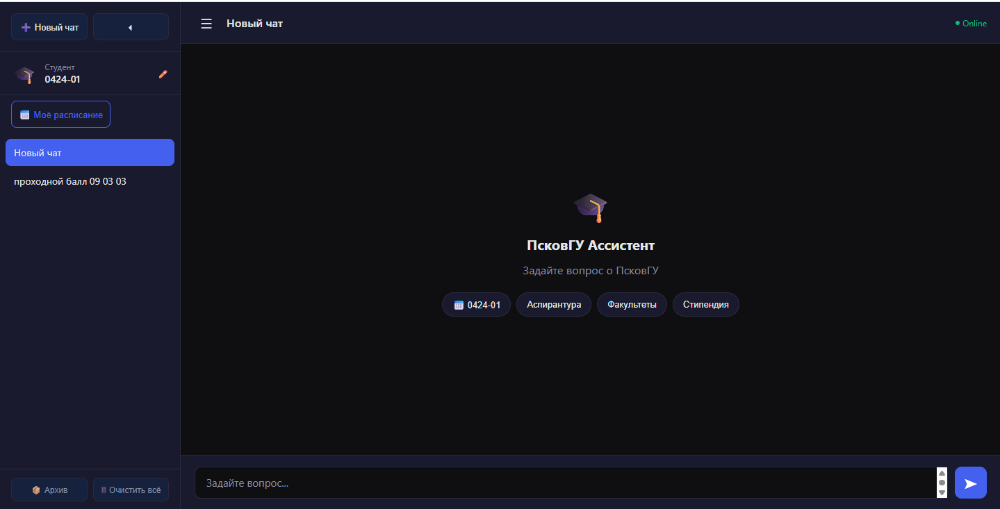 Новый чат
Новый чат
Online
Студент
0424-01
Моё расписание
Новый чат
проходной балл 09 03 03
ПсковГУ Ассистент
Задайте вопрос о ПсковГУ
0424-01
Аспирантура
Факультеты
Стипендия
Задайте вопрос...
Архив
Очистить всё